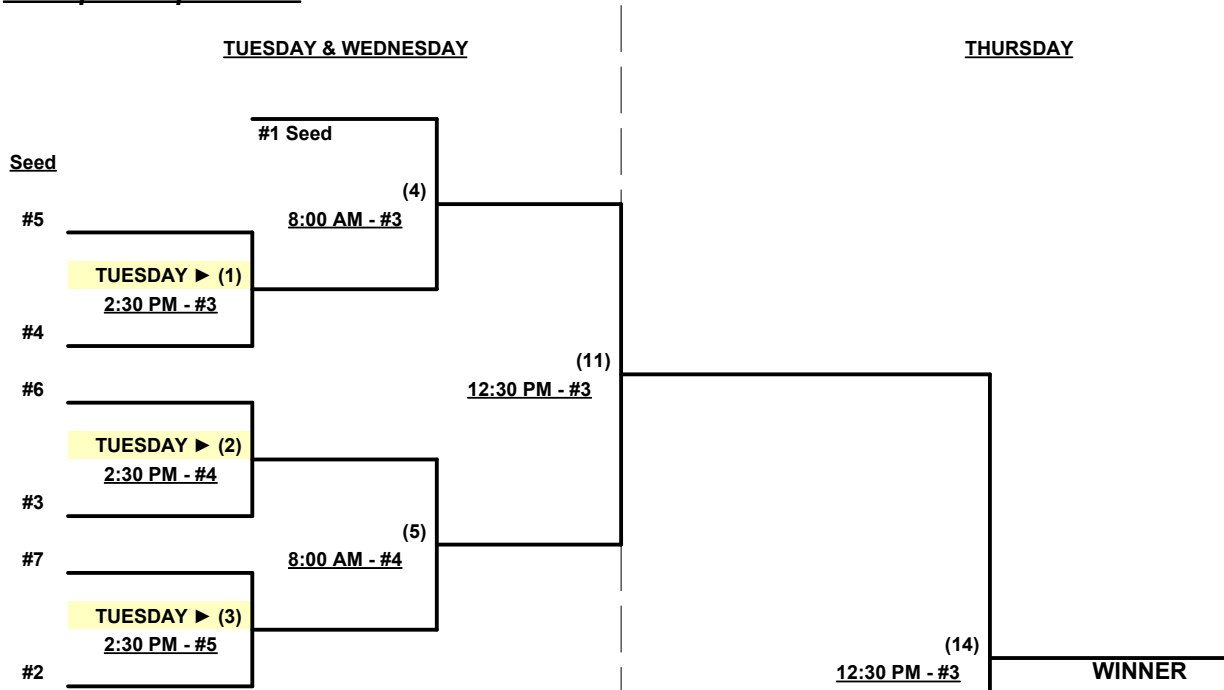 TUESDAY & WEDNESDAY
THURSDAY
#1 Seed
Seed
(4)
#5
8:00 AM - #3
TUESDAY ► (1)
2:30 PM - #3
#4
(11)
#6
12:30 PM - #3
TUESDAY ► (2)
2:30 PM - #4
#3
(5)
#7
8:00 AM - #4
TUESDAY ► (3)
2:30 PM - #5
(14)
#2
12:30 PM - #3
WINNER